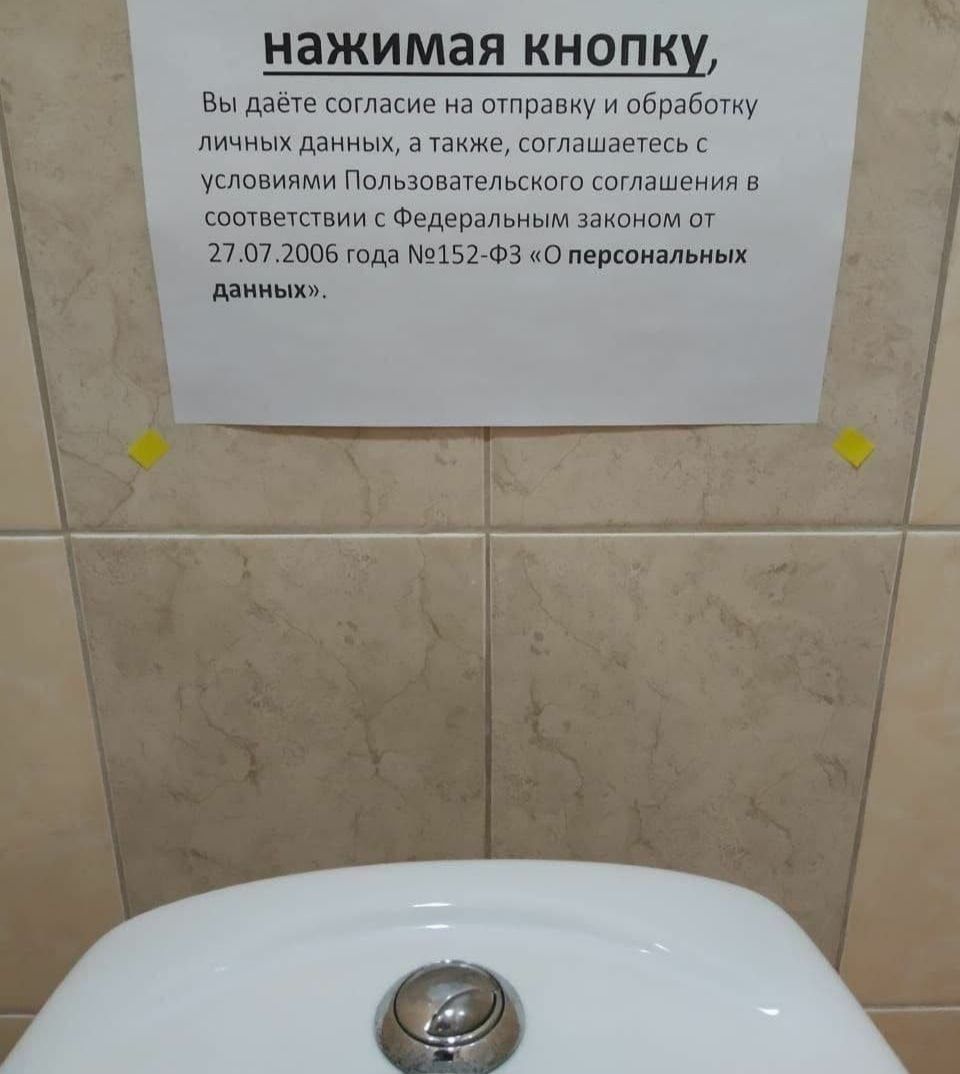 нажимая кнопку,
Вы даёте согласие на отправку и обработку
личных данных, а также, соглашаетесь с
условиями Пользовательского соглашения в
соответствии с Федеральным законом от
27.07.2006 года №152-ФЗ «О персональных
данных».